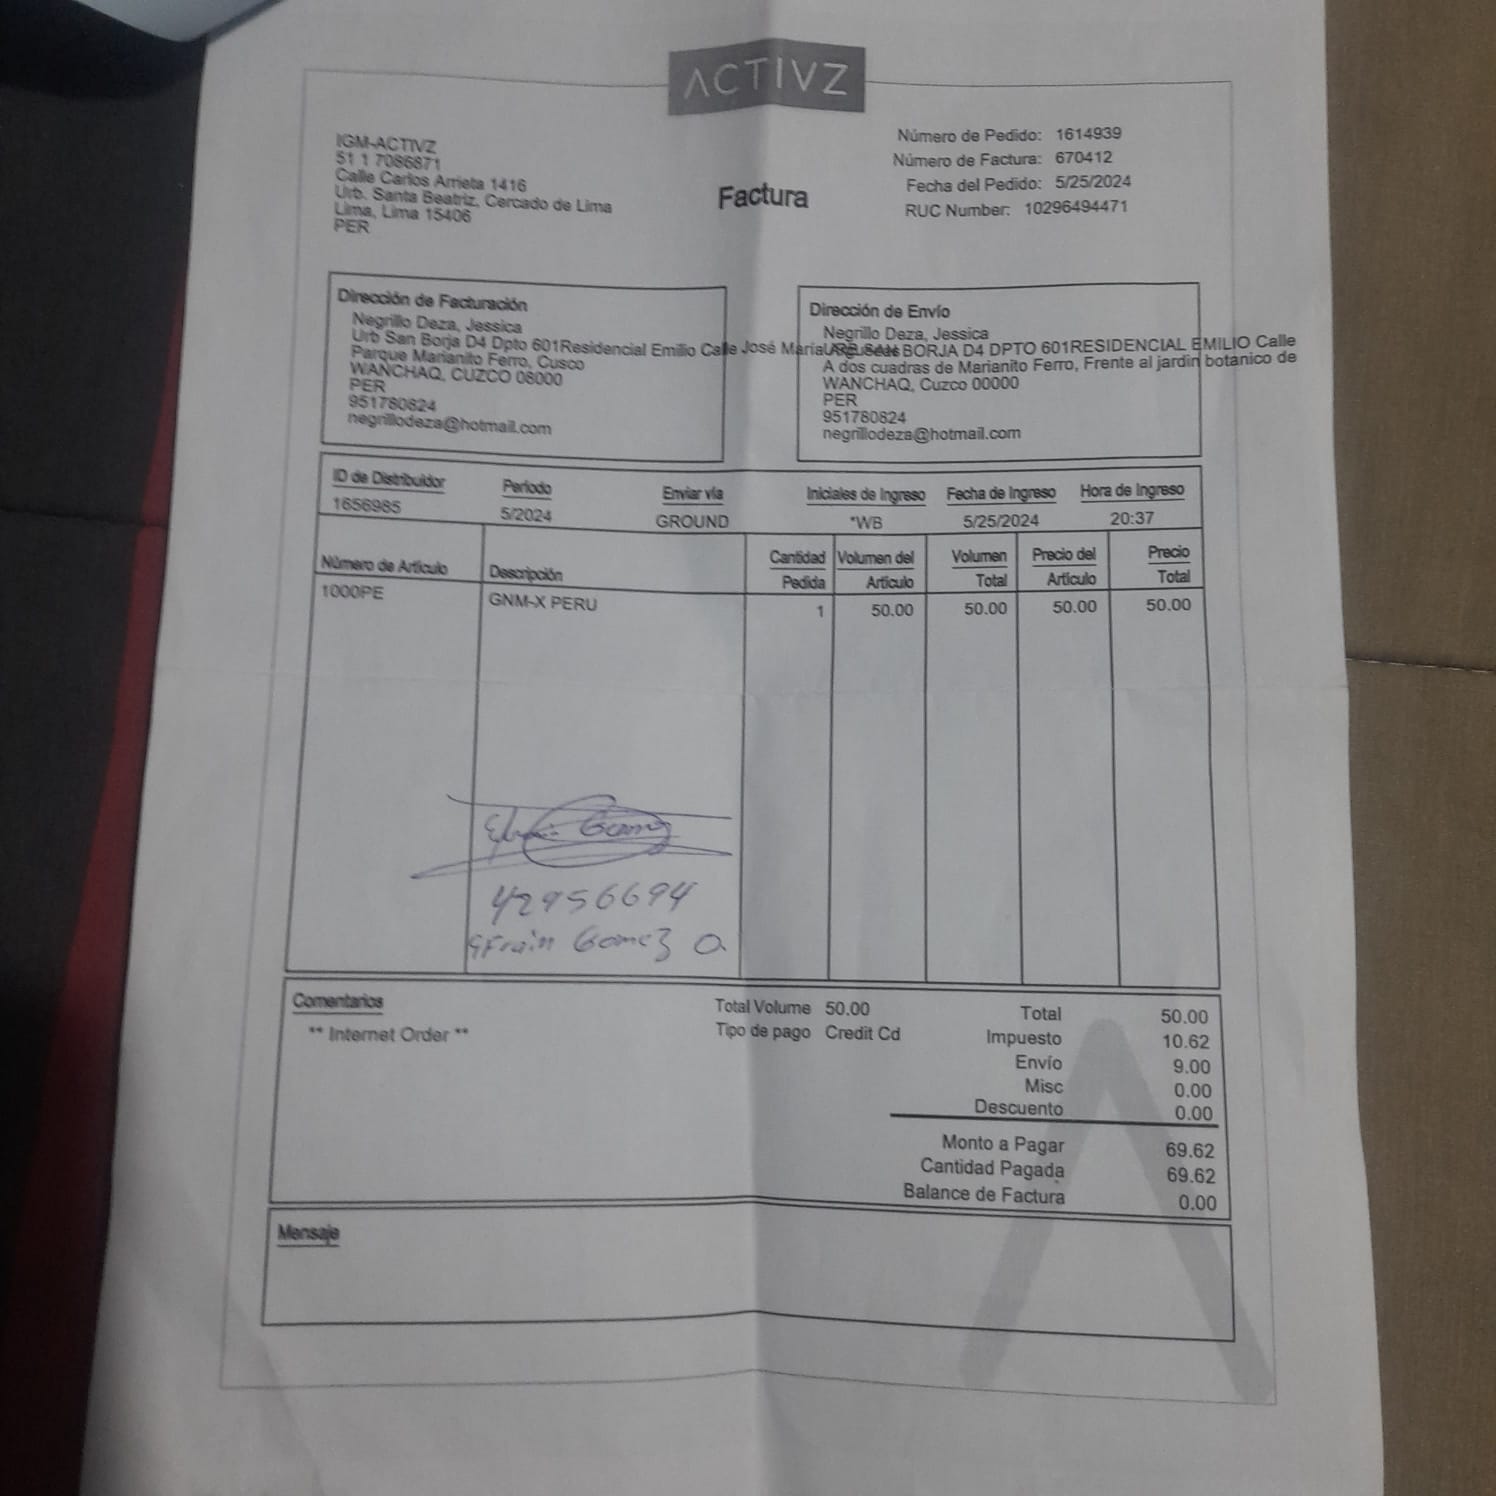 ACTIVZ
IGM-ACTIVZ
51 1 7086871
Calle Carlos Arrieta 1416
Urb. Santa Beatriz, Cercado de Lima
Lima, Lima 15406
PER
Factura
Número de Pedido: 1614939
Número de Factura: 670412
Fecha del Pedido: 5/25/2024
RUC Number: 10296494471
Dirección de Facturación
Negrillo Deza, Jessica
Urb San Borja D4 Dpto 601Residencial Emilio Calle José María
Parque Marianito Ferro, Cusco
WANCHAQ, CUZCO 08000
PER
951780824
negrillodeza@hotmail.com
Dirección de Envío
Negrillo Deza, Jessica
BORJA D4 DPTO 601RESIDENCIAL EMILIO Calle
A dos cuadras de Marianito Ferro, Frente al jardin botanico de
WANCHAQ, Cuzco 00000
PER
951780824
negrillodeza@hotmail.com
ID de Distribuidor Periodo Enviar vía Iniciales de Ingreso Fecha de Ingreso Hora de Ingreso
1656985 5/2024 GROUND *WB 5/25/2024 20:37
Número de Artículo Descripción Cantidad Pedida Volumen del Artículo Volumen Total Precio del Artículo Precio Total
1000PE GNM-X PERU 1 50.00 50.00 50.00 50.00
42956694
Efrain Gomez O.
Comentarios
** Internet Order **
Total Volume 50.00
Tipo de pago Credit Cd
Total 50.00
Impuesto 10.62
Envío 9.00
Misc 0.00
Descuento 0.00
Monto a Pagar 69.62
Cantidad Pagada 69.62
Balance de Factura 0.00
Mensaje